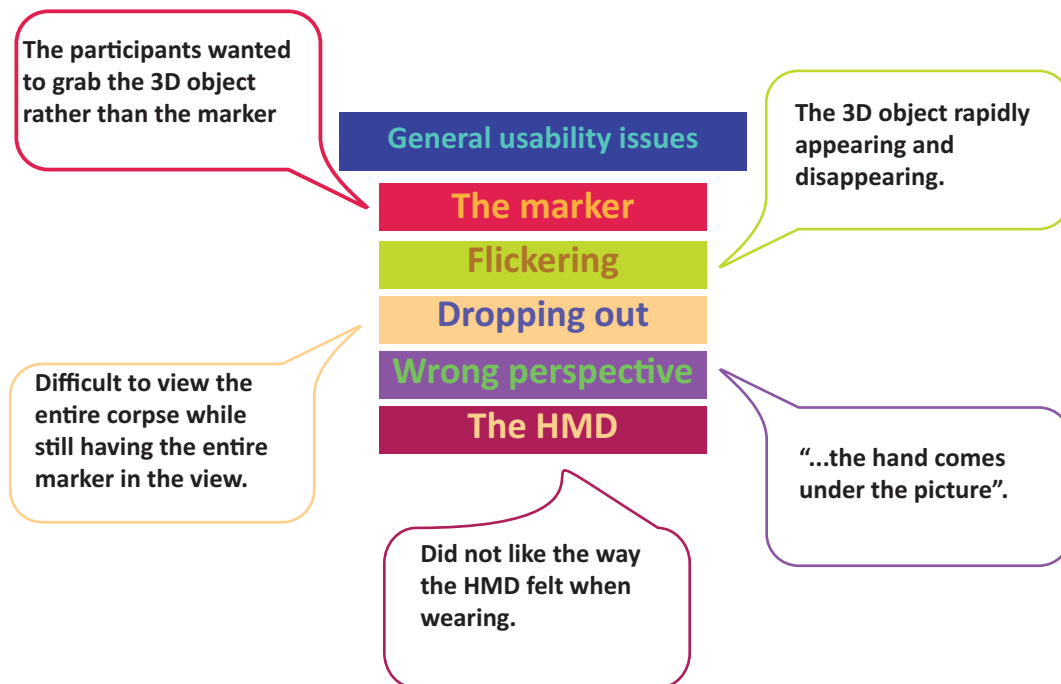 The participants wanted
to grab the 3D object
rather than the marker
General usability issues
The 3D object rapidly
appearing and
disappearing.
The marker
Flickering
Dropping out
Wrong perspective
The HMD
Difficult to view the
entire corpse while
still having the entire
marker in the view.
“...the hand comes
under the picture”.
Did not like the way
the HMD felt when
wearing.